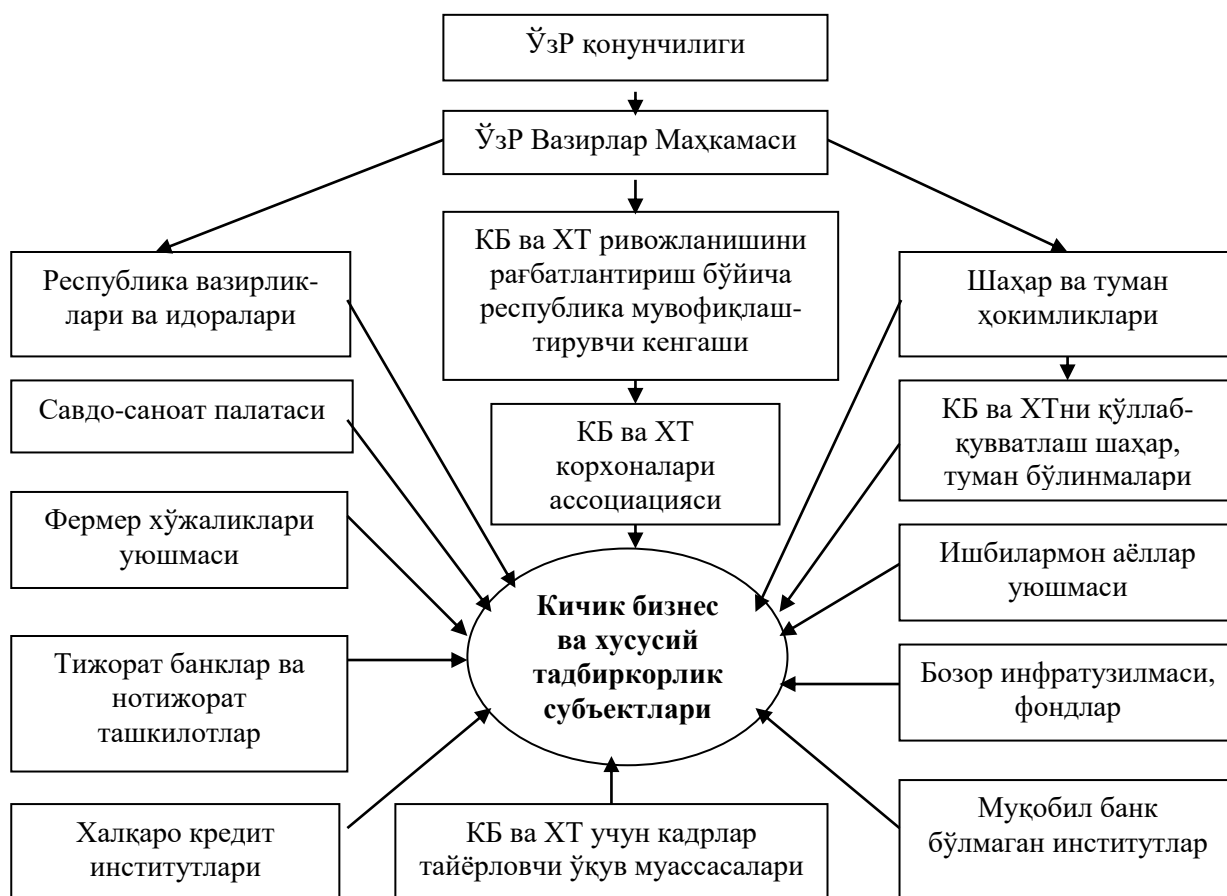 ЎзР қонунчилиги
ЎзР Вазирлар Маҳкамаси
Республика вазирлик-
лари ва идоралари
КБ ва ХТ ривожланишини
рағбатлантириш бўйича
республика мувофиқлаш-
тирувчи кенгаши
Шаҳар ва туман
ҳокимликлари
Савдо-саноат палатаси
КБ ва ХТ
корхоналари
ассоциацияси
КБ ва ХТни қўллаб-
қувватлаш шаҳар,
туман бўлинмалари
Фермер хўжаликлари
уюшмаси
Ишбилармон аёллар
уюшмаси
Кичик бизнес
ва хусусий
тадбиркорлик
субъектлари
Тижорат банклар ва
нотижорат
ташкилотлар
Бозор инфратузилмаси,
фондлар
Халқаро кредит
институтлари
КБ ва ХТ учун кадрлар
тайёрловчи ўқув муассасалари
Муқобил банк
бўлмаган институтлар